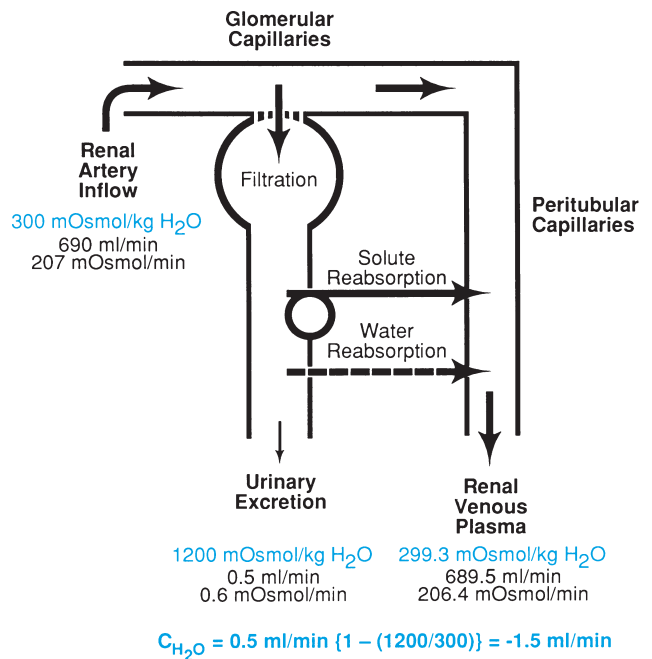 Glomerular
Capillaries
Renal
Artery
Inflow
300 mOsmol/kg H₂O
690 ml/min
207 mOsmol/min
Filtration
Peritubular
Capillaries
Solute
Reabsorption
Water
Reabsorption
Urinary
Excretion
1200 mOsmol/kg H₂O
0.5 ml/min
0.6 mOsmol/min
Renal
Venous
Plasma
299.3 mOsmol/kg H₂O
689.5 ml/min
206.4 mOsmol/min
C_H₂O = 0.5 ml/min {1 – (1200/300)} = -1.5 ml/min